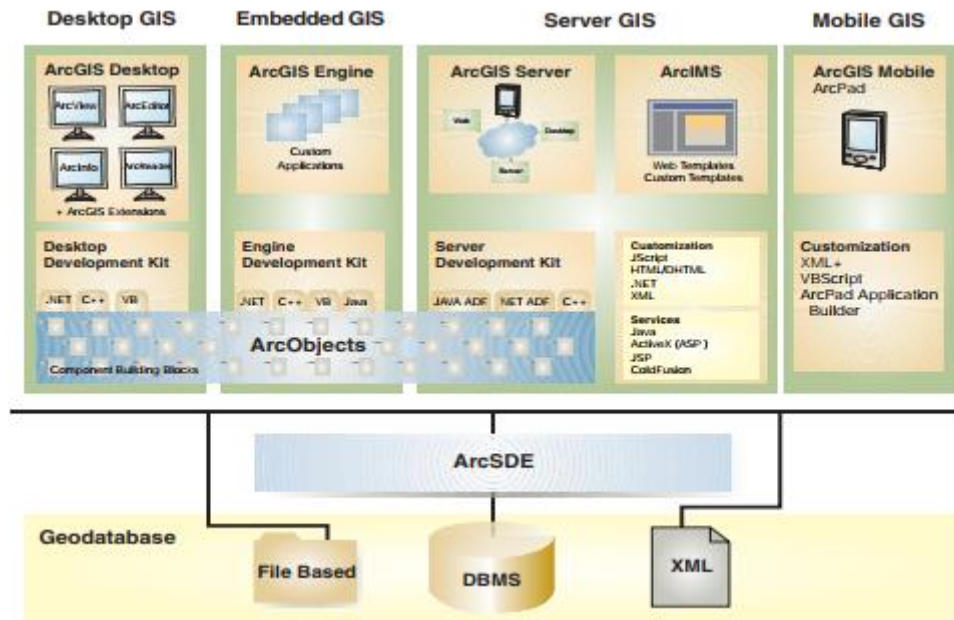 Desktop GIS
Embedded GIS
Server GIS
Mobile GIS
ArcGIS Desktop
ArcView
ArcEditor
ArcInfo
ArcReader
+ ArcGIS Extensions
ArcGIS Engine
Custom
Applications
ArcGIS Server
Web
Desktop
Server
ArcIMS
Web Templates
Custom Templates
ArcGIS Mobile
ArcPad
Desktop
Development Kit
.NET C++ VB
Engine
Development Kit
.NET C++ VB Java
Server
Development Kit
JAVA ADF .NET ADF C++
Customization
JScript
HTML/DHTML
.NET
XML
Services
Java
ActiveX (ASP)
JSP
ColdFusion
Customization
XML+
VBScript
ArcPad Application
Builder
ArcObjects
Component Building Blocks
ArcSDE
Geodatabase
File Based
DBMS
XML